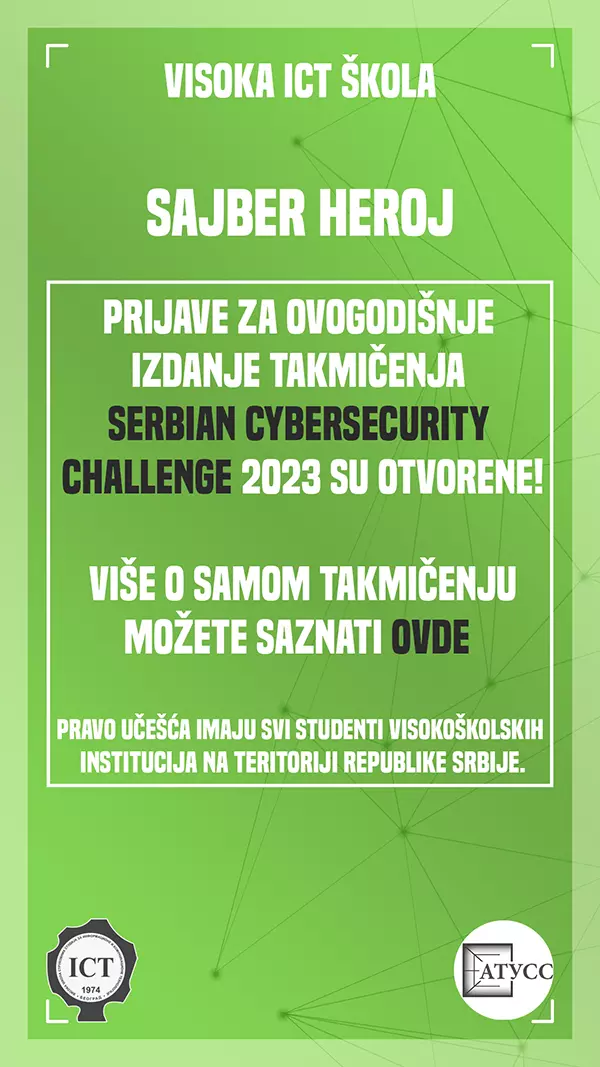 VISOKA ICT ŠKOLA
SAJBER HEROJ
PRIJAVE ZA OVOGODIŠNJE
IZDANJE TAKMIČENJA
SERBIAN CYBERSECURITY
CHALLENGE 2023 SU OTVORENE!
VIŠE O SAMOM TAKMIČENJU
MOŽETE SAZNATI OVDE
PRAVO UČEŠĆA IMAJU SVI STUDENTI VISOKOŠKOLSKIH
INSTITUCIJA NA TERITORIJI REPUBLIKE SRBIJE.
ICT
1974
БЕОГРАД
АТУСС